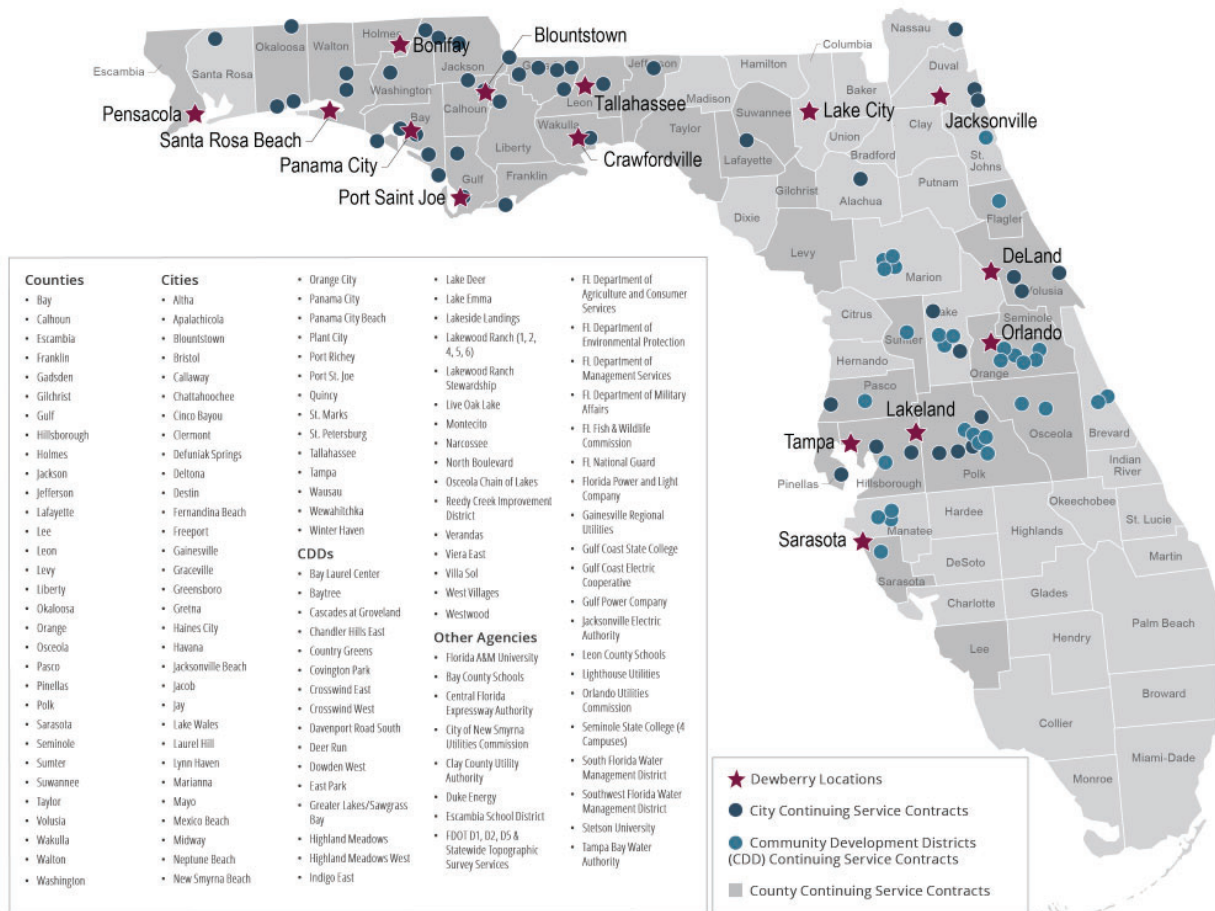 Nassau
Holmes
Blountstown
Okaloosa
Walton
Bonifay
Columbia
Escambia
Santa Rosa
Jackson
Hamilton
Duval
Washington
Madison
Baker
Pensacola
Calhoun
Leon
Tallahassee
Suwannee
Lake City
Bay
Clay
Jacksonville
Santa Rosa Beach
Wakulla
Taylor
Union
Panama City
Liberty
Crawfordville
Lafayette
Bradford
St. Johns
Gulf
Franklin
Putnam
Port Saint Joe
Gilchrist
Alachua
Dixie
Flagler
Levy
DeLand
Marion
Volusia
Citrus
Lake
Seminole
Sumter
Orlando
Hernando
Orange
Pasco
Lakeland
Osceola
Brevard
Tampa
Indian River
Polk
Pinellas
Hillsborough
Okeechobee
Hardee
St. Lucie
Manatee
Highlands
Sarasota
Martin
DeSoto
Sarasota
Charlotte
Glades
Palm Beach
Hendry
Lee
Broward
Collier
Miami-Dade
Monroe
Counties
• Bay
• Calhoun
• Escambia
• Franklin
• Gadsden
• Gilchrist
• Gulf
• Hillsborough
• Holmes
• Jackson
• Jefferson
• Lafayette
• Lee
• Leon
• Levy
• Liberty
• Okaloosa
• Orange
• Osceola
• Pasco
• Pinellas
• Polk
• Sarasota
• Seminole
• Sumter
• Suwannee
• Taylor
• Volusia
• Wakulla
• Walton
• Washington
Cities
• Altha
• Apalachicola
• Blountstown
• Bristol
• Callaway
• Chattahoochee
• Cinco Bayou
• Clermont
• Defuniak Springs
• Deltona
• Destin
• Fernandina Beach
• Freeport
• Gainesville
• Graceville
• Greensboro
• Gretna
• Haines City
• Havana
• Jacksonville Beach
• Jacob
• Jay
• Lake Wales
• Laurel Hill
• Lynn Haven
• Marianna
• Mayo
• Mexico Beach
• Midway
• Neptune Beach
• New Smyrna Beach
• Orange City
• Panama City
• Panama City Beach
• Plant City
• Port Richey
• Port St. Joe
• Quincy
• St. Marks
• St. Petersburg
• Tallahassee
• Tampa
• Wausau
• Wewahitchka
• Winter Haven
CDDs
• Bay Laurel Center
• Baytree
• Cascades at Groveland
• Chandler Hills East
• Country Greens
• Covington Park
• Crosswind East
• Crosswind West
• Davenport Road South
• Deer Run
• Dowden West
• East Park
• Greater Lakes/Sawgrass
Bay
• Highland Meadows
• Highland Meadows West
• Indigo East
• Lake Deer
• Lake Emma
• Lakeside Landings
• Lakewood Ranch (1, 2,
4, 5, 6)
• Lakewood Ranch
Stewardship
• Live Oak Lake
• Montecito
• Narcossee
• North Boulevard
• Osceola Chain of Lakes
• Reedy Creek Improvement
District
• Verandas
• Viera East
• Villa Sol
• West Villages
• Westwood
Other Agencies
• Florida A&M University
• Bay County Schools
• Central Florida
Expressway Authority
• City of New Smyrna
Utilities Commission
• Clay County Utility
Authority
• Duke Energy
• Escambia School District
• FDOT D1, D2, D5 &
Statewide Topographic
Survey Services
• FL Department of
Agriculture and Consumer
Services
• FL Department of
Environmental Protection
• FL Department of
Management Services
• FL Department of Military
Affairs
• FL Fish & Wildlife
Commission
• FL National Guard
• Florida Power and Light
Company
• Gainesville Regional
Utilities
• Gulf Coast State College
• Gulf Coast Electric
Cooperative
• Gulf Power Company
• Jacksonville Electric
Authority
• Leon County Schools
• Lighthouse Utilities
• Orlando Utilities
Commission
• Seminole State College (4
Campuses)
• South Florida Water
Management District
• Southwest Florida Water
Management District
• Stetson University
• Tampa Bay Water
Authority
Dewberry Locations
City Continuing Service Contracts
Community Development Districts
(CDD) Continuing Service Contracts
County Continuing Service Contracts